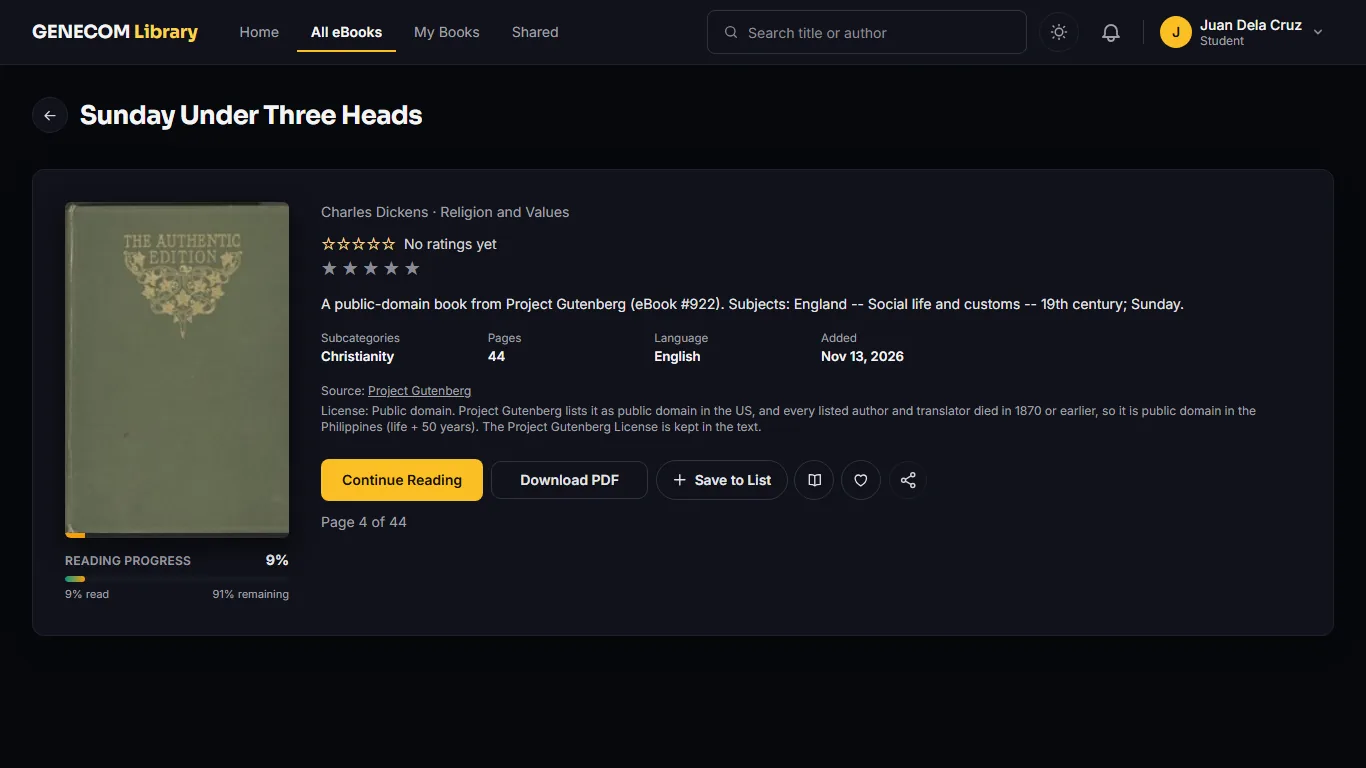 GENECOM Library
Home
All eBooks
My Books
Shared
Search title or author
J
Juan Dela Cruz
Student
Sunday Under Three Heads
THE AUTHENTIC
EDITION
Charles Dickens · Religion and Values
No ratings yet
A public-domain book from Project Gutenberg (eBook #922). Subjects: England -- Social life and customs -- 19th century; Sunday.
Subcategories
Christianity
Pages
44
Language
English
Added
Nov 13, 2026
Source: Project Gutenberg
License: Public domain. Project Gutenberg lists it as public domain in the US, and every listed author and translator died in 1870 or earlier, so it is public domain in the
Philippines (life + 50 years). The Project Gutenberg License is kept in the text.
Continue Reading
Download PDF
Save to List
Page 4 of 44
READING PROGRESS
9%
9% read
91% remaining